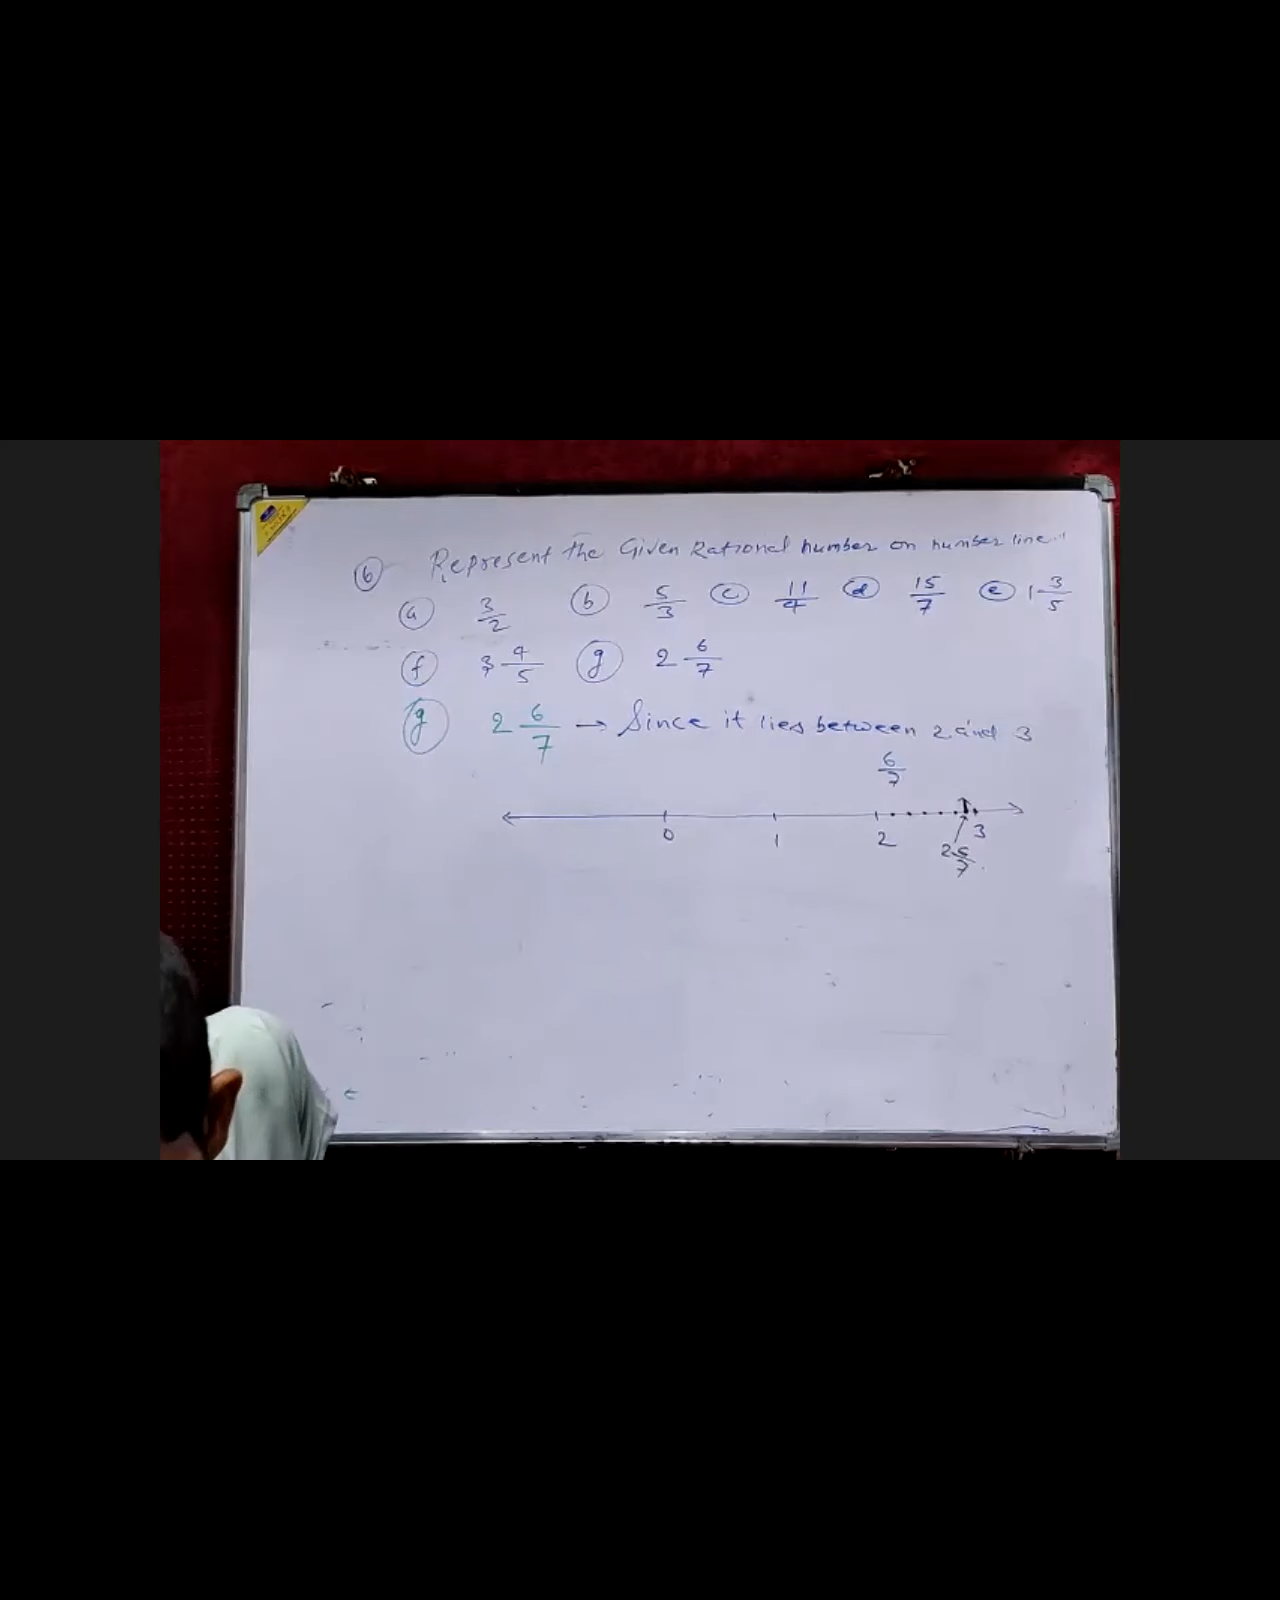 (6) Represent the Given Rational number on number line"
(a) 3/2 (b) 5/3 (c) 11/4 (d) 15/7 (e) 1 3/5
(f) 3 4/5 (g) 2 6/7
(g) 2 6/7 → Since it lies between 2 and 3
6/7
0 1 2 3
2 6/7